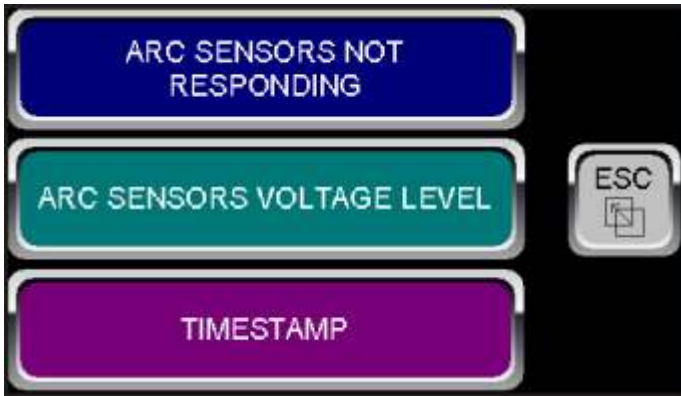 ARC SENSORS NOT
RESPONDING
ARC SENSORS VOLTAGE LEVEL
ESC
TIMESTAMP